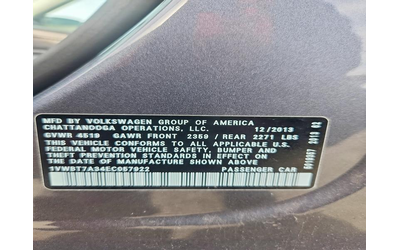 MFD BY VOLKSWAGEN GROUP OF AMERICA
CHATTANOOGA OPERATIONS, LLC. 12/2013
GVWR 4519 GAWR FRONT 2359 / REAR 2271 LBS
THIS VEHICLE CONFORMS TO ALL APPLICABLE U.S.
FEDERAL MOTOR VEHICLE SAFETY, BUMPER AND
THEFT PREVENTION STANDARDS IN EFFECT ON THE
DATE OF MANUFACTURE SHOWN ABOVE.
1VWBT7A34EC057922 PASSENGER CAR